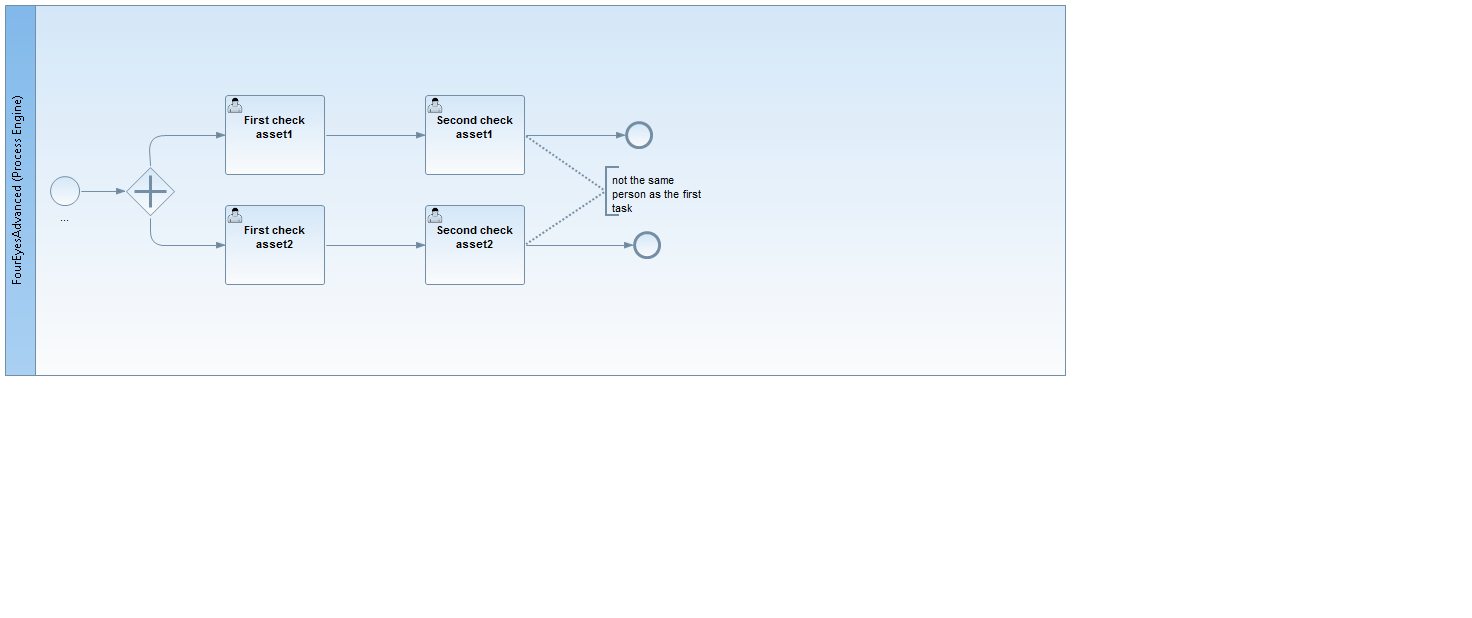 FourEyesAdvanced (Process Engine)
...
First check
asset1
Second check
asset1
not the same
person as the first
task
First check
asset2
Second check
asset2